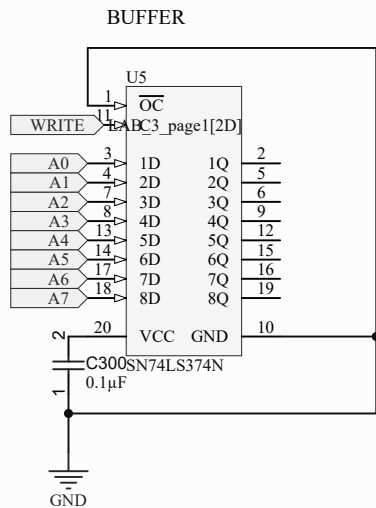 BUFFER
U5
1 OC
WRITE 11 LAB_C3_page1[2D]
A0 3 1D 1Q 2
A1 4 2D 2Q 5
A2 7 3D 3Q 6
A3 8 4D 4Q 9
A4 13 5D 5Q 12
A5 14 6D 6Q 15
A6 17 7D 7Q 16
A7 18 8D 8Q 19
20 VCC GND 10
2
C300 SN74LS374N
0.1µF
1
GND